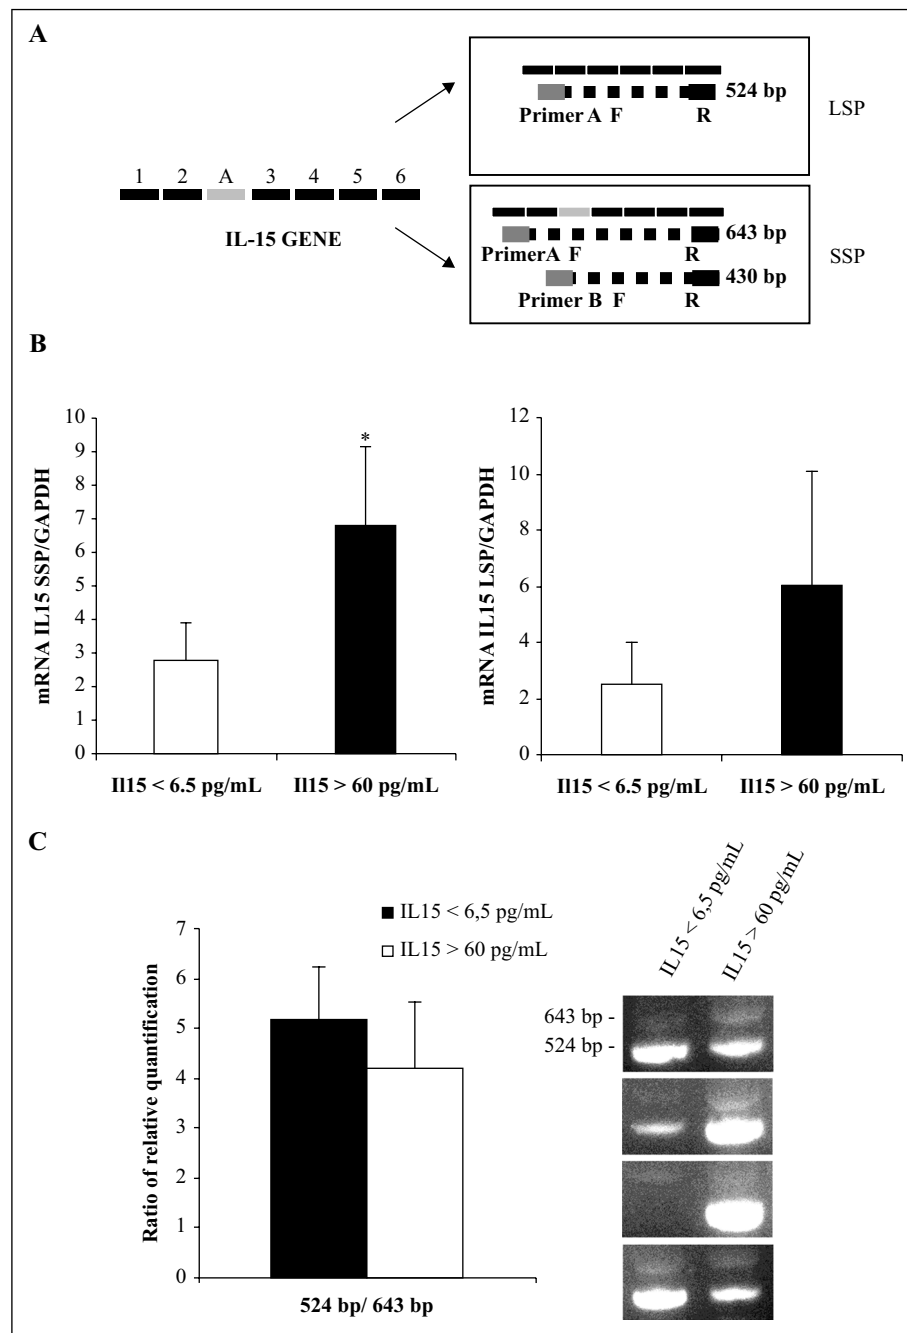 A
524 bp
Primer A F R
LSP
1 2 A 3 4 5 6
IL-15 GENE
643 bp
PrimerA F R
SSP
430 bp
Primer B F R
B
mRNA IL15 SSP/GAPDH
10
9
8
7
6
5
4
3
2
1
0
*
Il15 < 6.5 pg/mL Il15 > 60 pg/mL
mRNA IL15 LSP/GAPDH
12
10
8
6
4
2
0
Il15 < 6.5 pg/mL Il15 > 60 pg/mL
C
Ratio of relative quantification
7
6
5
4
3
2
1
0
IL15 < 6,5 pg/mL
IL15 > 60 pg/mL
524 bp/ 643 bp
IL15 < 6,5 pg/mL
IL15 > 60 pg/mL
643 bp -
524 bp -